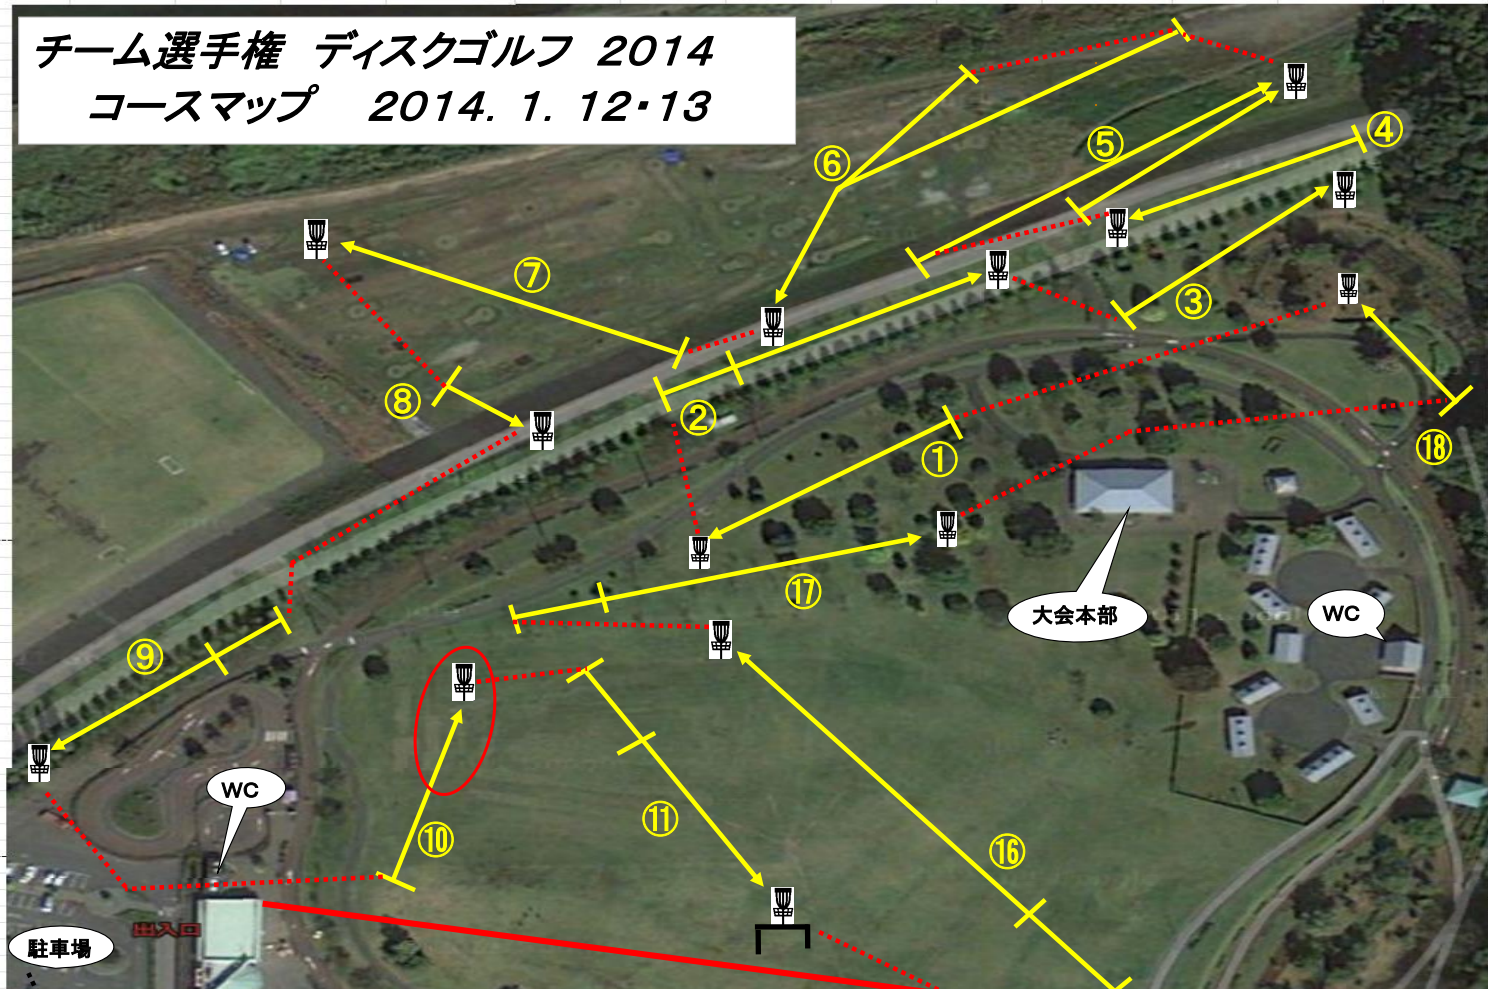 チーム選手権 ディスクゴルフ 2014
コースマップ 2014. 1. 12・13
④
⑤
⑥
⑦
③
⑧
②
①
⑱
⑰
大会本部
WC
⑨
WC
⑩
⑪
⑯
出入口
駐車場